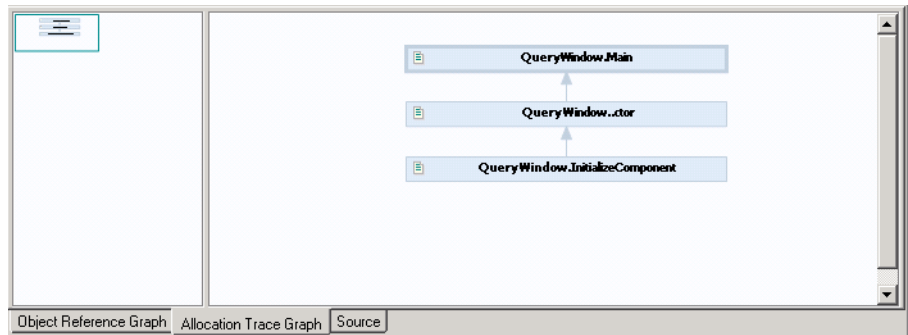 QueryWindow.Main
QueryWindow..ctor
QueryWindow.InitializeComponent
Object Reference Graph Allocation Trace Graph Source